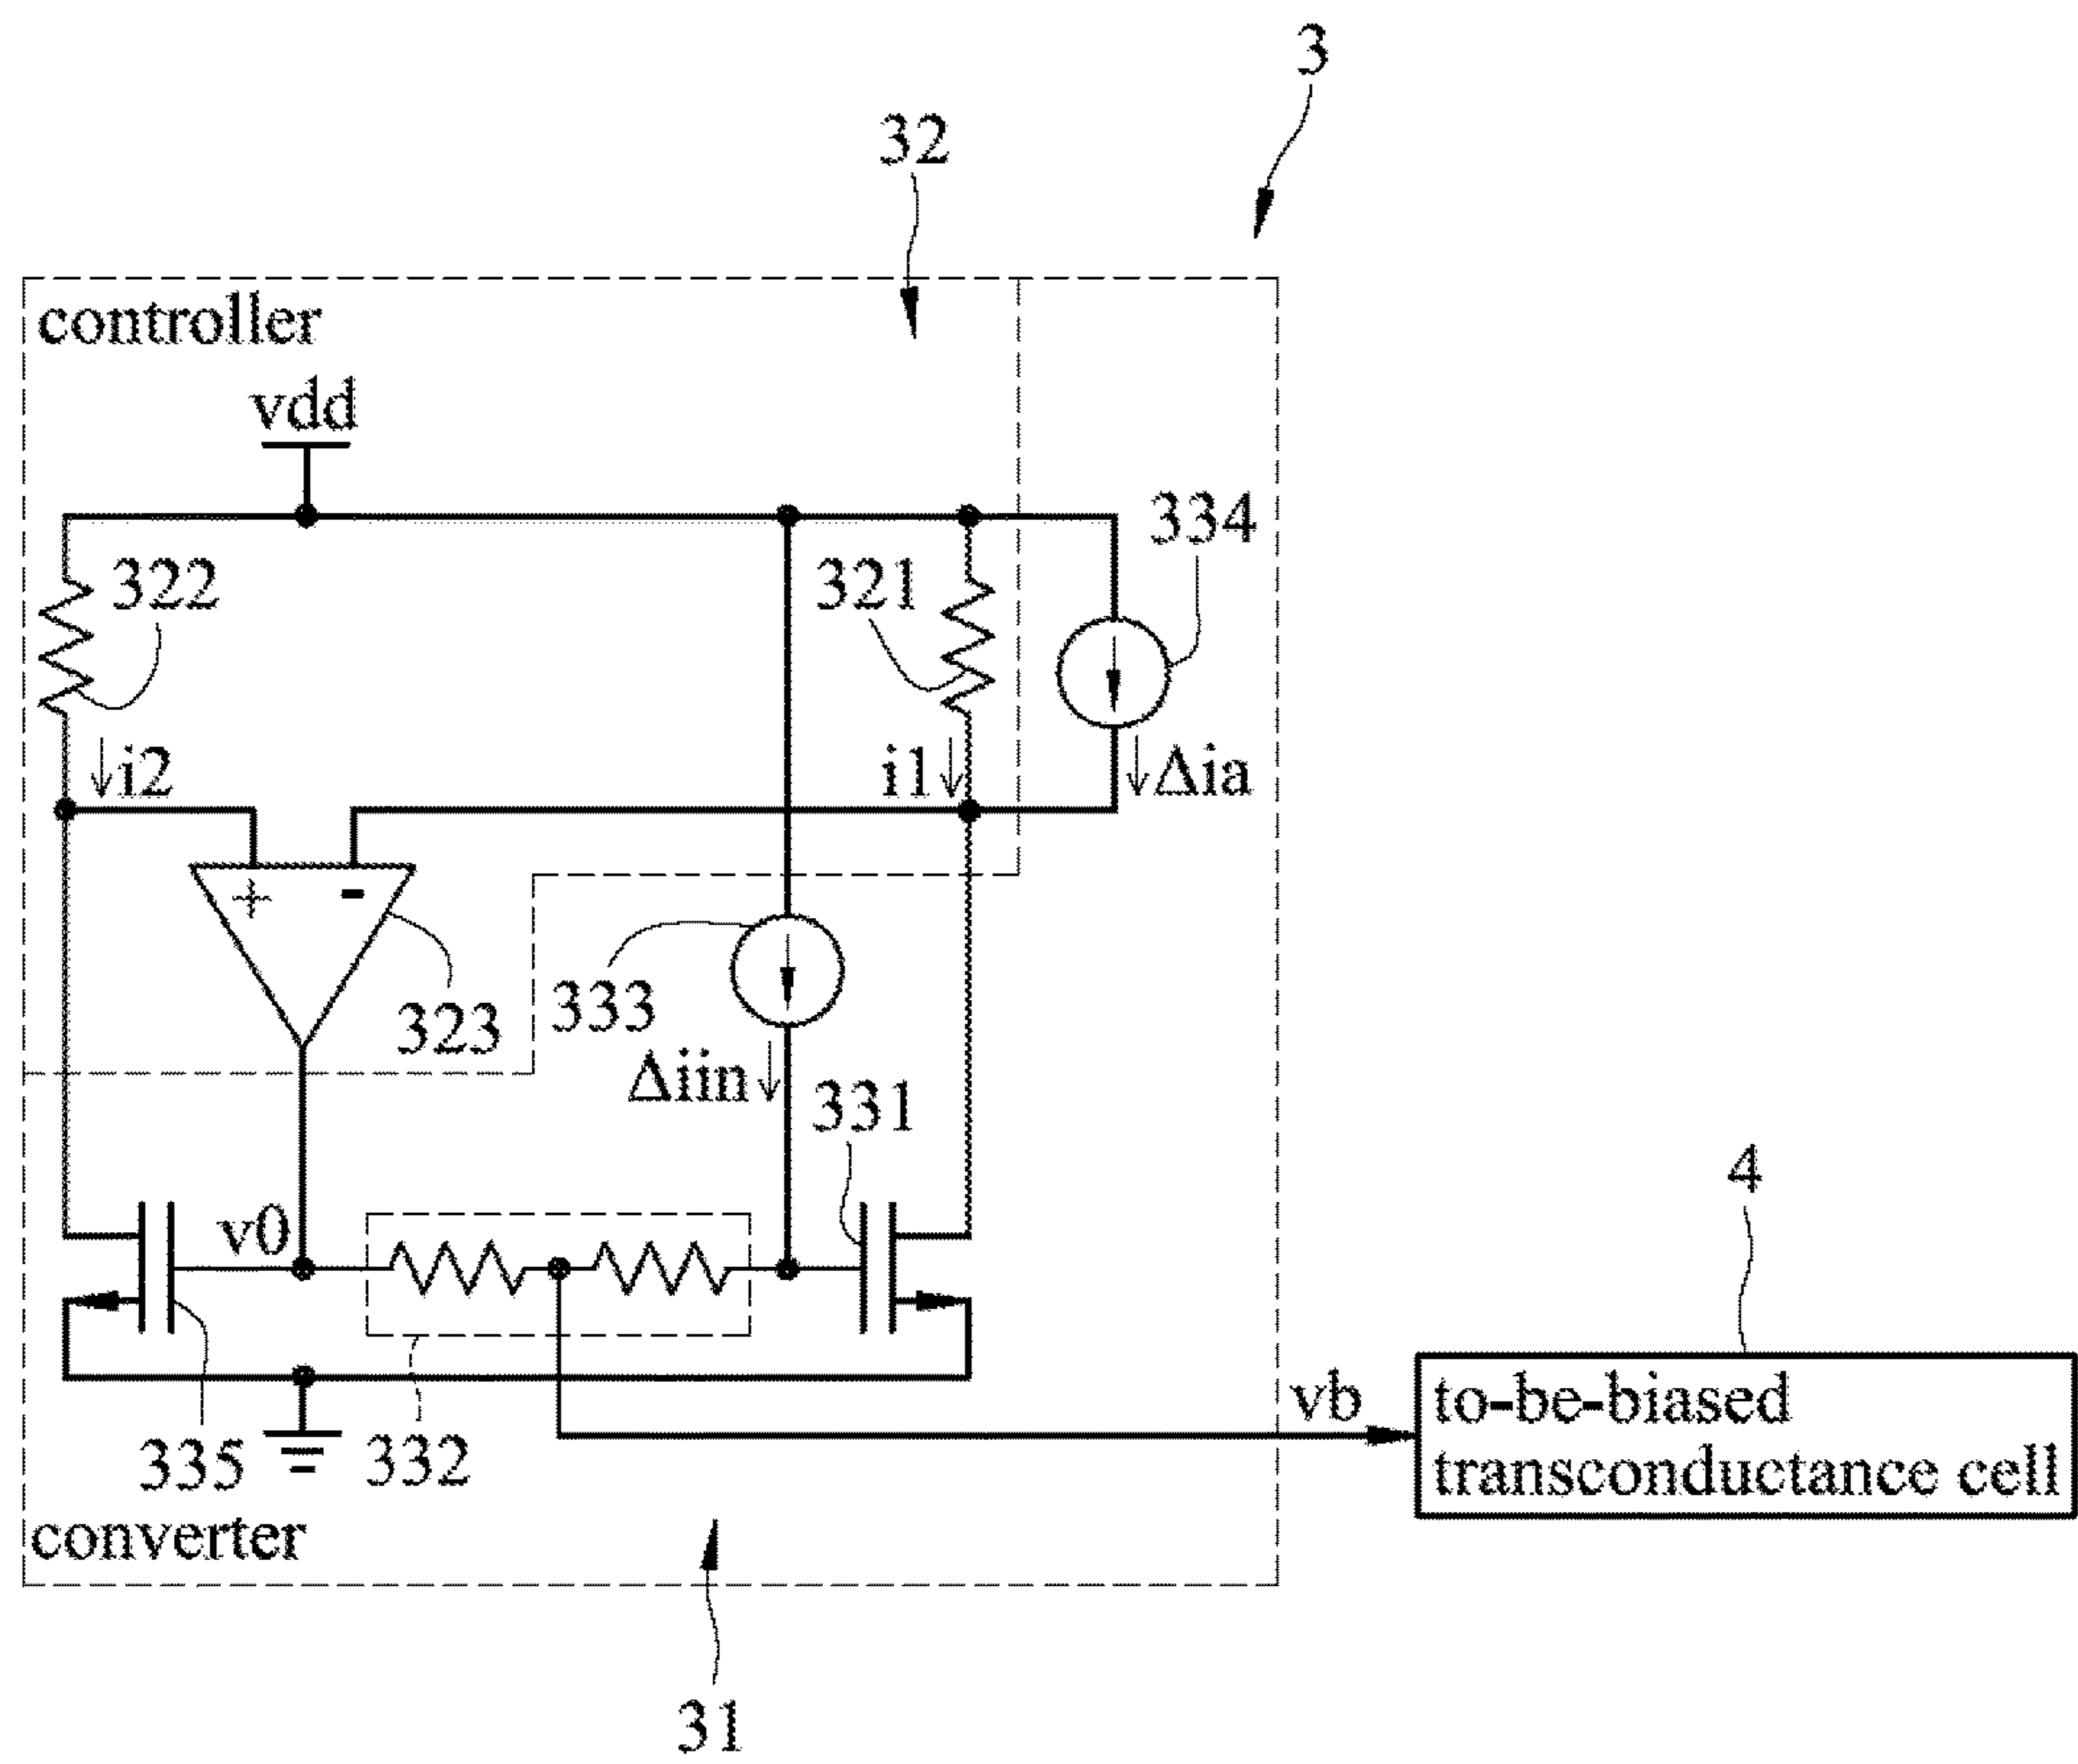 3
32
controller
vdd
334
322
321
i2
i1
Δia
+
-
333
323
Δiin
331
4
v0
vb
to-be-biased
transconductance cell
335
332
converter
31